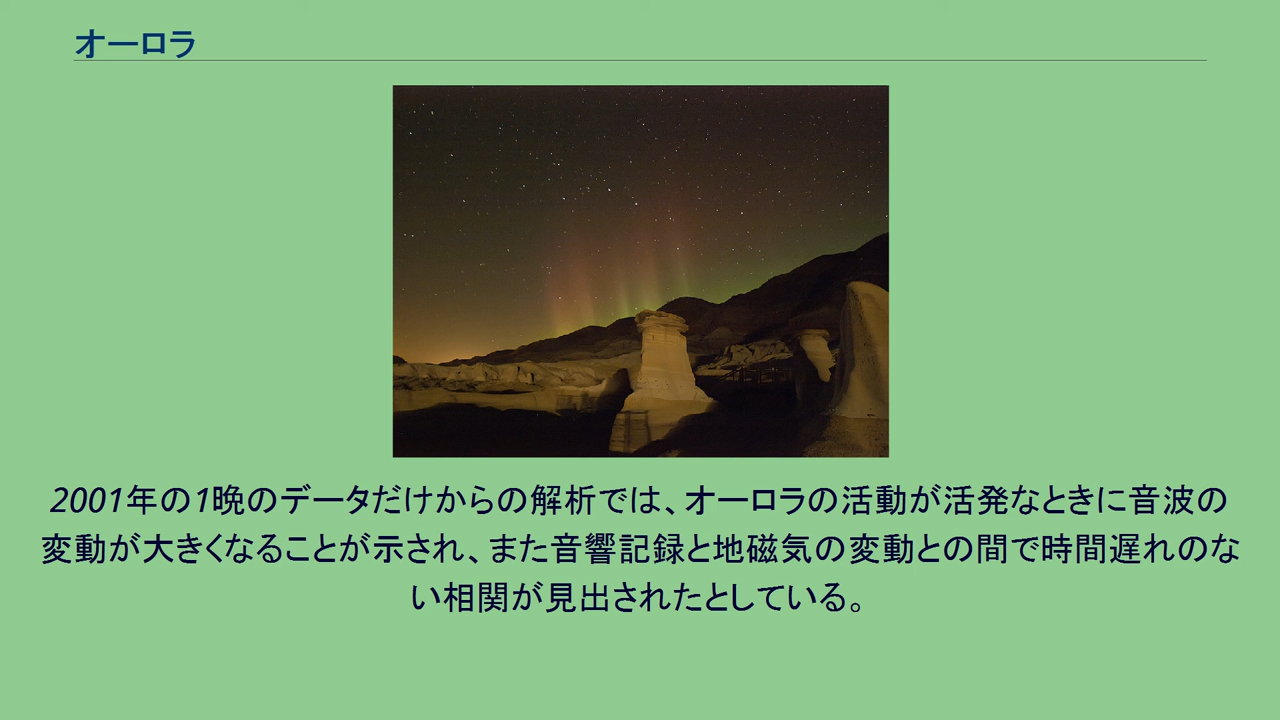 オーロラ
2001年の1晩のデータだけからの解析では、オーロラの活動が活発なときに音波の
変動が大きくなることが示され、また音響記録と地磁気の変動との間で時間遅れのな
い相関が見出されたとしている。